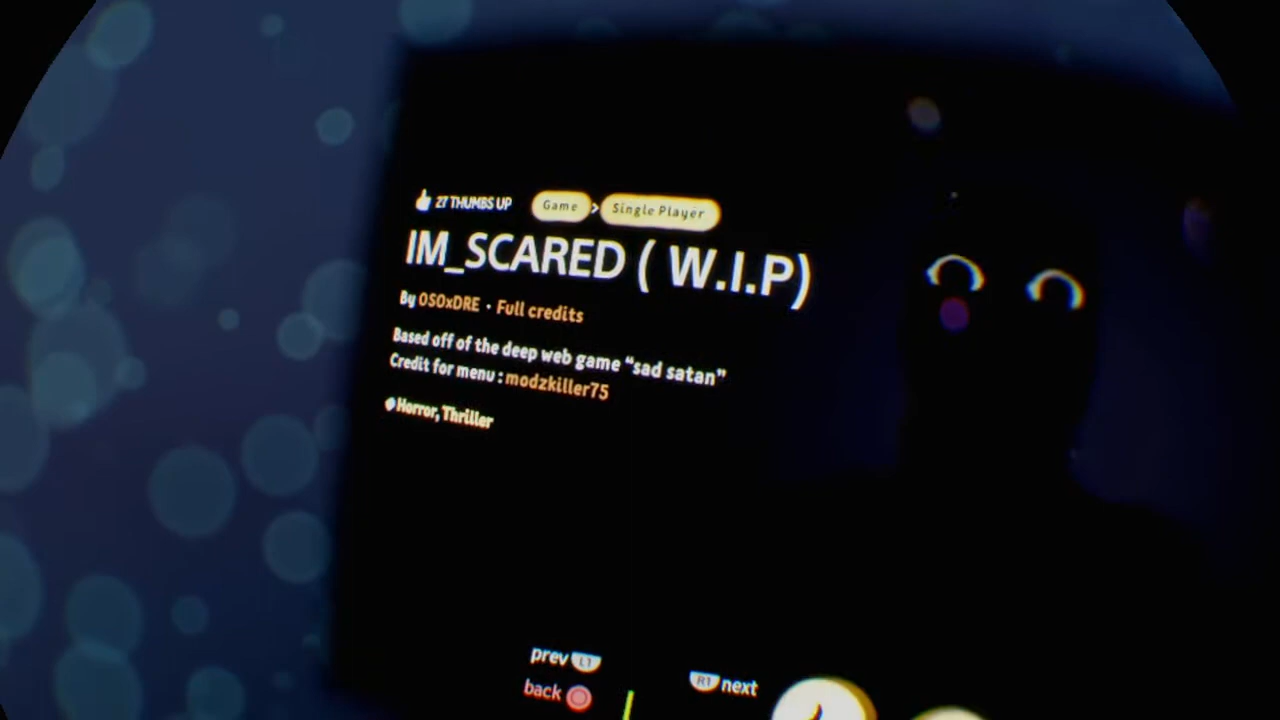 27 THUMBS UP Game > Single Player
IM_SCARED ( W.I.P)
By OSOxDRE · Full credits
Based off of the deep web game “sad satan”
Credit for menu : modzkiller75
Horror, Thriller
prev L1
R1 next
back